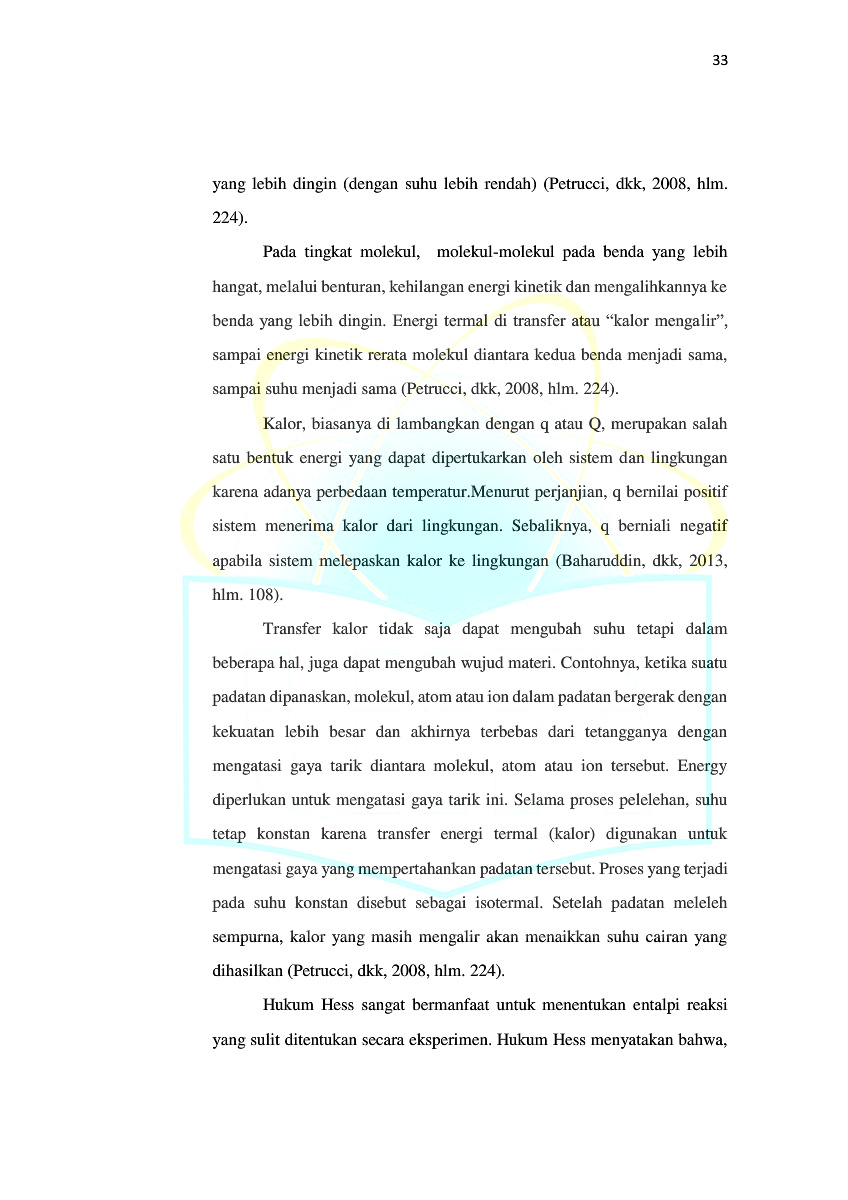 33
yang lebih dingin (dengan suhu lebih rendah) (Petrucci, dkk, 2008, hlm.
224).
Pada tingkat molekul, molekul-molekul pada benda yang lebih
hangat, melalui benturan, kehilangan energi kinetik dan mengalihkannya ke
benda yang lebih dingin. Energi termal di transfer atau “kalor mengalir”,
sampai energi kinetik rerata molekul diantara kedua benda menjadi sama,
sampai suhu menjadi sama (Petrucci, dkk, 2008, hlm. 224).
Kalor, biasanya di lambangkan dengan q atau Q, merupakan salah
satu bentuk energi yang dapat dipertukarkan oleh sistem dan lingkungan
karena adanya perbedaan temperatur.Menurut perjanjian, q bernilai positif
sistem menerima kalor dari lingkungan. Sebaliknya, q berniali negatif
apabila sistem melepaskan kalor ke lingkungan (Baharuddin, dkk, 2013,
hlm. 108).
Transfer kalor tidak saja dapat mengubah suhu tetapi dalam
beberapa hal, juga dapat mengubah wujud materi. Contohnya, ketika suatu
padatan dipanaskan, molekul, atom atau ion dalam padatan bergerak dengan
kekuatan lebih besar dan akhirnya terbebas dari tetangganya dengan
mengatasi gaya tarik diantara molekul, atom atau ion tersebut. Energy
diperlukan untuk mengatasi gaya tarik ini. Selama proses pelelehan, suhu
tetap konstan karena transfer energi termal (kalor) digunakan untuk
mengatasi gaya yang mempertahankan padatan tersebut. Proses yang terjadi
pada suhu konstan disebut sebagai isotermal. Setelah padatan meleleh
sempurna, kalor yang masih mengalir akan menaikkan suhu cairan yang
dihasilkan (Petrucci, dkk, 2008, hlm. 224).
Hukum Hess sangat bermanfaat untuk menentukan entalpi reaksi
yang sulit ditentukan secara eksperimen. Hukum Hess menyatakan bahwa,